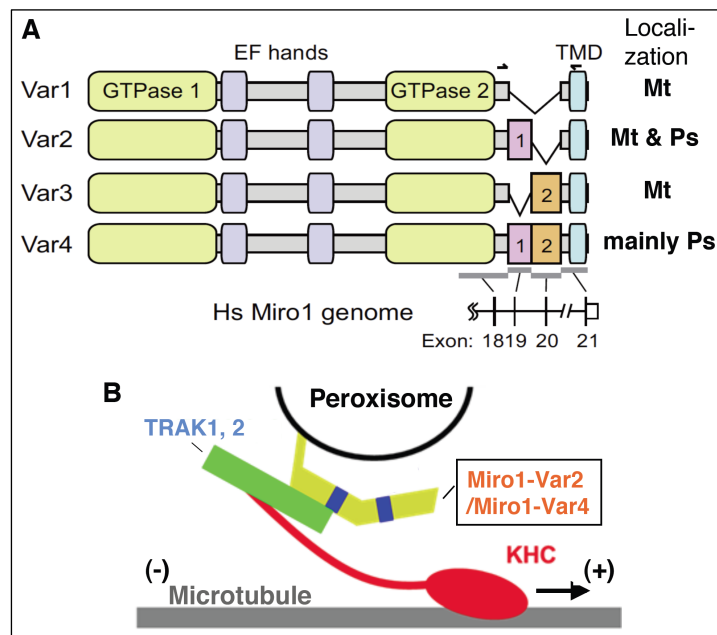 A
EF hands
TMD
Locali-
zation
Var1
GTPase 1
GTPase 2
Mt
Var2
1
Mt & Ps
Var3
2
Mt
Var4
1
2
mainly Ps
Hs Miro1 genome
Exon: 18 19 20 21
B
Peroxisome
TRAK1, 2
Miro1-Var2
/Miro1-Var4
KHC
(-)
(+)
Microtubule